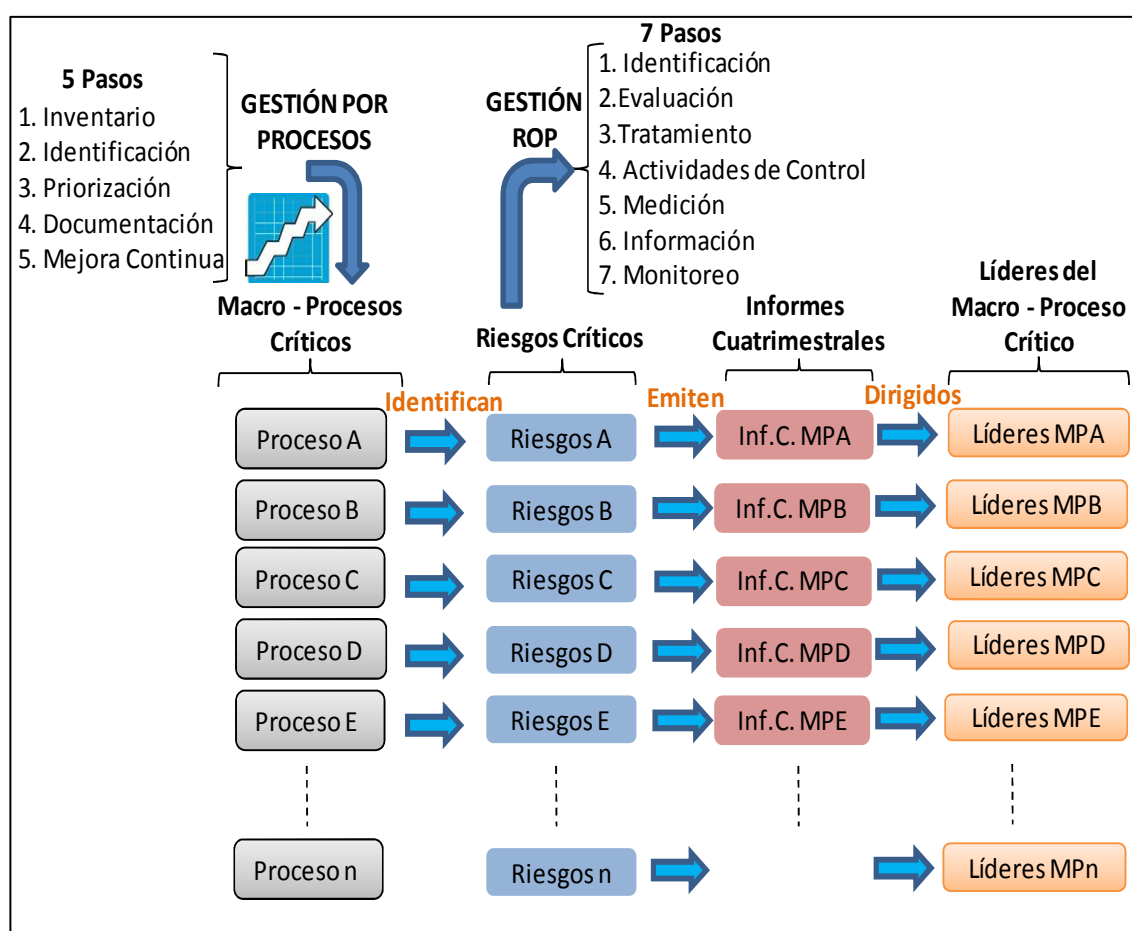 5 Pasos
1. Inventario
2. Identificación
3. Priorización
4. Documentación
5. Mejora Continua
GESTIÓN POR
PROCESOS
GESTIÓN
ROP
7 Pasos
1. Identificación
2.Evaluación
3.Tratamiento
4. Actividades de Control
5. Medición
6. Información
7. Monitoreo
Macro - Procesos
Críticos
Riesgos Críticos
Informes
Cuatrimestrales
Líderes del
Macro - Proceso
Crítico
Identifican
Emiten
Dirigidos
Proceso A
Riesgos A
Inf.C. MPA
Líderes MPA
Proceso B
Riesgos B
Inf.C. MPB
Líderes MPB
Proceso C
Riesgos C
Inf.C. MPC
Líderes MPC
Proceso D
Riesgos D
Inf.C. MPD
Líderes MPD
Proceso E
Riesgos E
Inf.C. MPE
Líderes MPE
Proceso n
Riesgos n
Líderes MPn